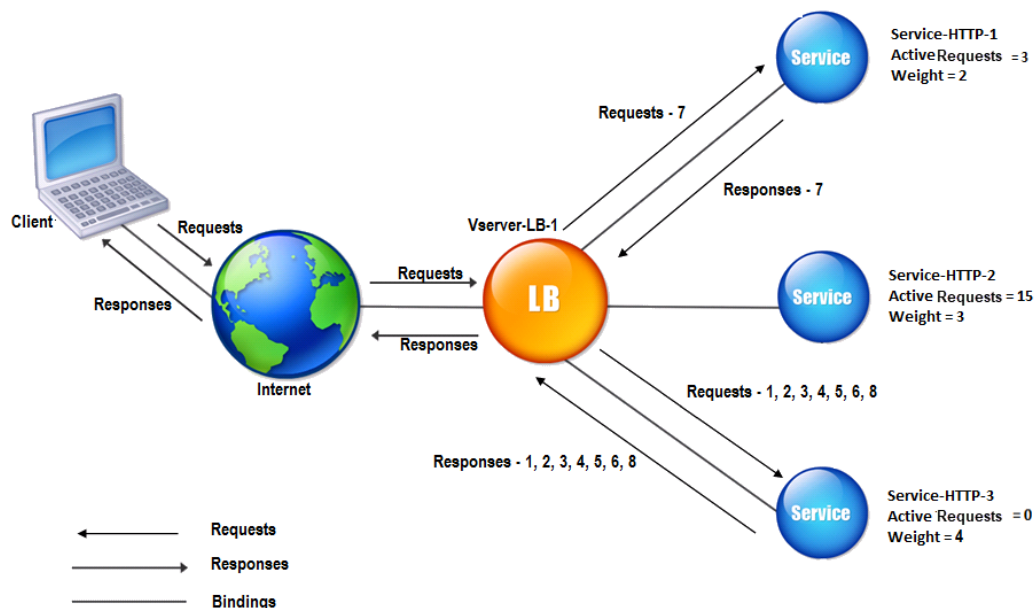 Service
Service-HTTP-1
Active Requests = 3
Weight = 2
Requests - 7
Responses - 7
Client
Requests
Responses
Internet
Requests
Responses
Vserver-LB-1
LB
Service
Service-HTTP-2
Active Requests = 15
Weight = 3
Requests - 1, 2, 3, 4, 5, 6, 8
Responses - 1, 2, 3, 4, 5, 6, 8
Service
Service-HTTP-3
Active Requests = 0
Weight = 4
Requests
Responses
Bindings